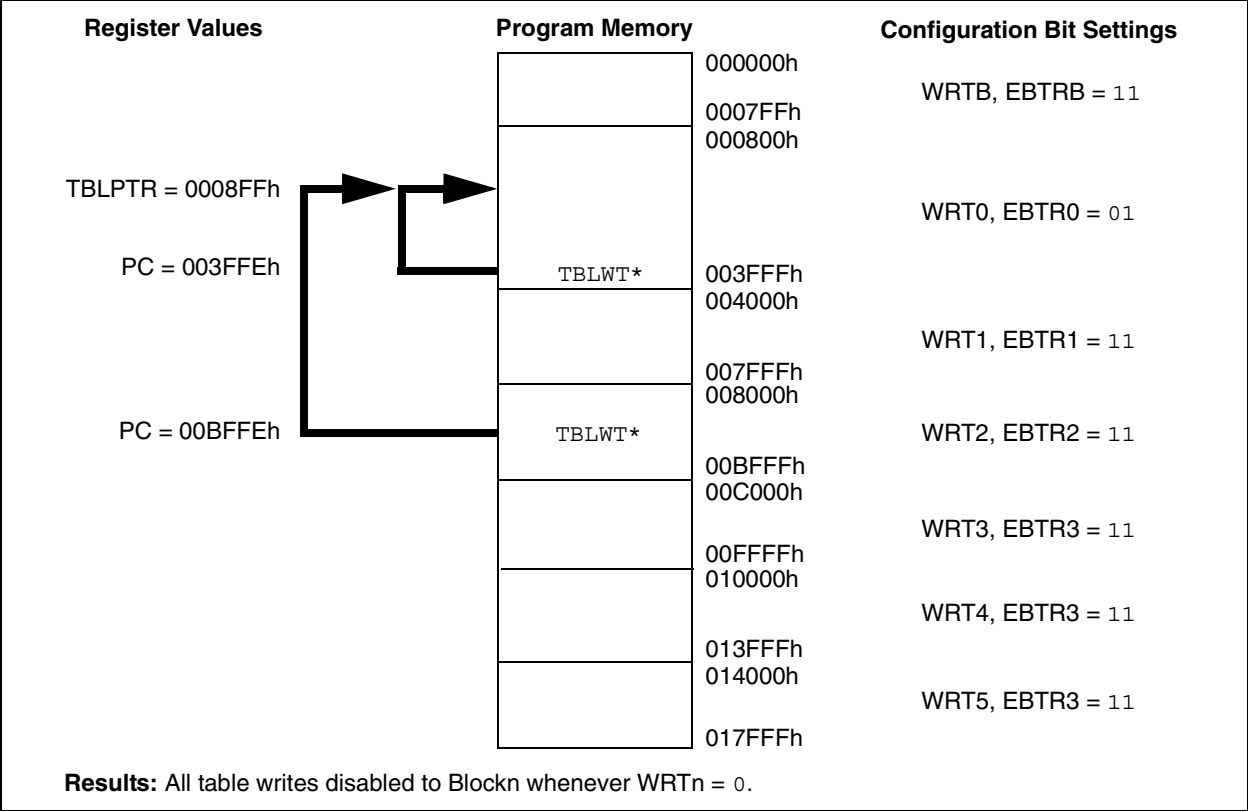 Register Values Program Memory Configuration Bit Settings
000000h
WRTB, EBTRB = 11
0007FFh
000800h
TBLPTR = 0008FFh
WRT0, EBTR0 = 01
PC = 003FFEh TBLWT* 003FFFh
004000h
WRT1, EBTR1 = 11
007FFFh
008000h
PC = 00BFFEh TBLWT* WRT2, EBTR2 = 11
00BFFFh
00C000h
WRT3, EBTR3 = 11
00FFFFh
010000h
WRT4, EBTR3 = 11
013FFFh
014000h
WRT5, EBTR3 = 11
017FFFh
Results: All table writes disabled to Blockn whenever WRTn = 0.